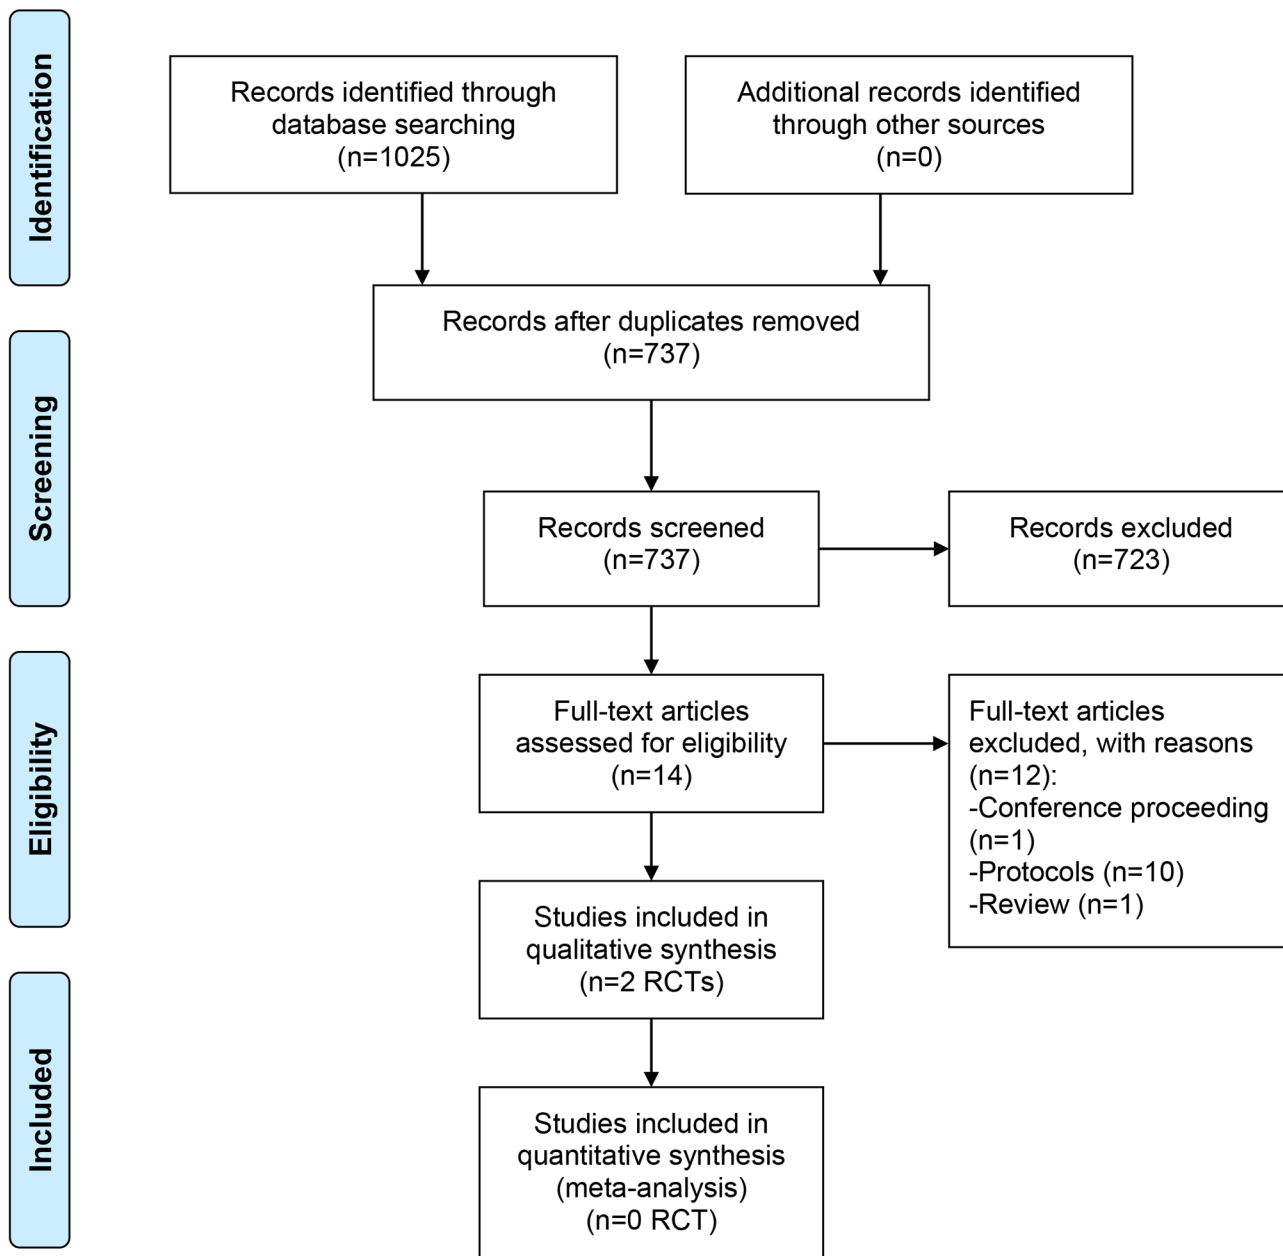 Identification
Records identified through
database searching
(n=1025)
Additional records identified
through other sources
(n=0)
Records after duplicates removed
(n=737)
Screening
Records screened
(n=737)
Records excluded
(n=723)
Eligibility
Full-text articles
assessed for eligibility
(n=14)
Full-text articles
excluded, with reasons
(n=12):
-Conference proceeding
(n=1)
-Protocols (n=10)
-Review (n=1)
Studies included in
qualitative synthesis
(n=2 RCTs)
Included
Studies included in
quantitative synthesis
(meta-analysis)
(n=0 RCT)